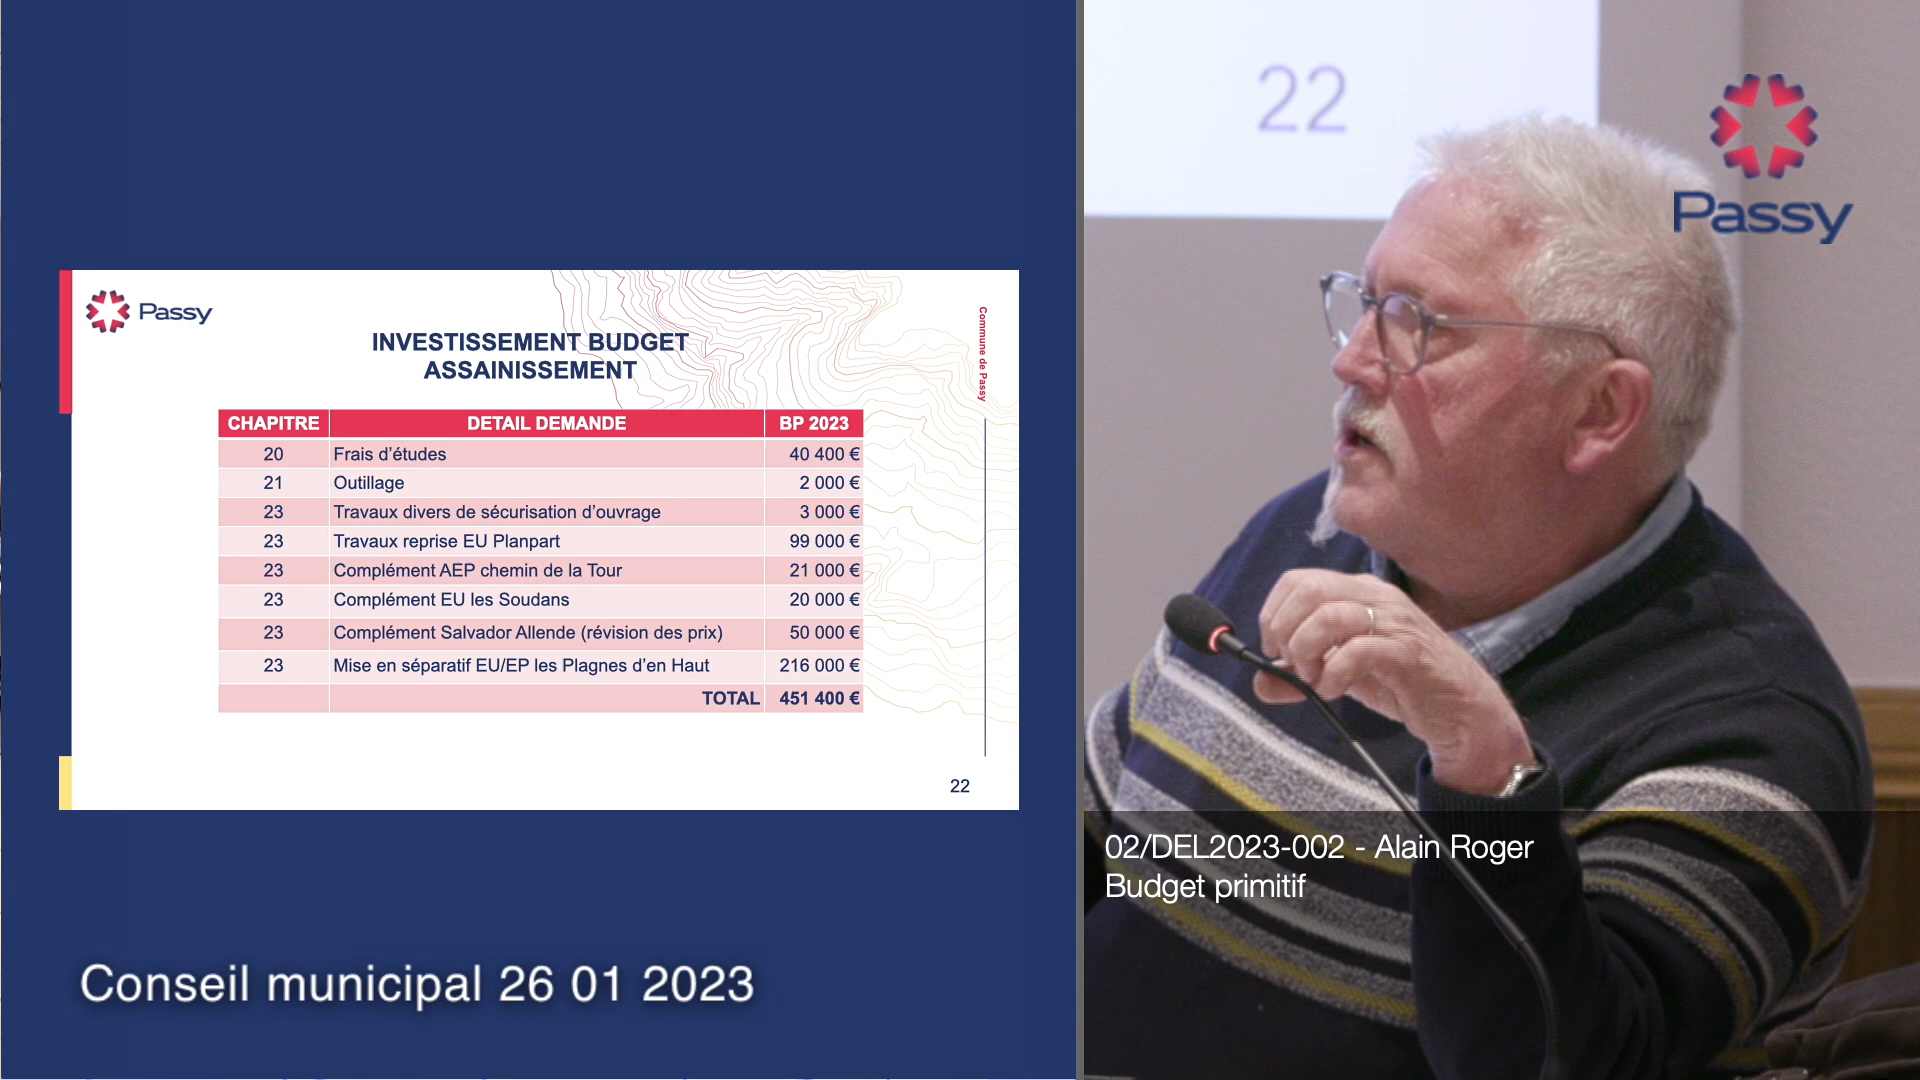 Passy
INVESTISSEMENT BUDGET
ASSAINISSEMENT
Commune de Passy
CHAPITRE DETAIL DEMANDE BP 2023
20 Frais d’études 40 400 €
21 Outillage 2 000 €
23 Travaux divers de sécurisation d’ouvrage 3 000 €
23 Travaux reprise EU Planpart 99 000 €
23 Complément AEP chemin de la Tour 21 000 €
23 Complément EU les Soudans 20 000 €
23 Complément Salvador Allende (révision des prix) 50 000 €
23 Mise en séparatif EU/EP les Plagnes d’en Haut 216 000 €
TOTAL 451 400 €
22
Conseil municipal 26 01 2023
22
Passy
02/DEL2023-002 - Alain Roger
Budget primitif